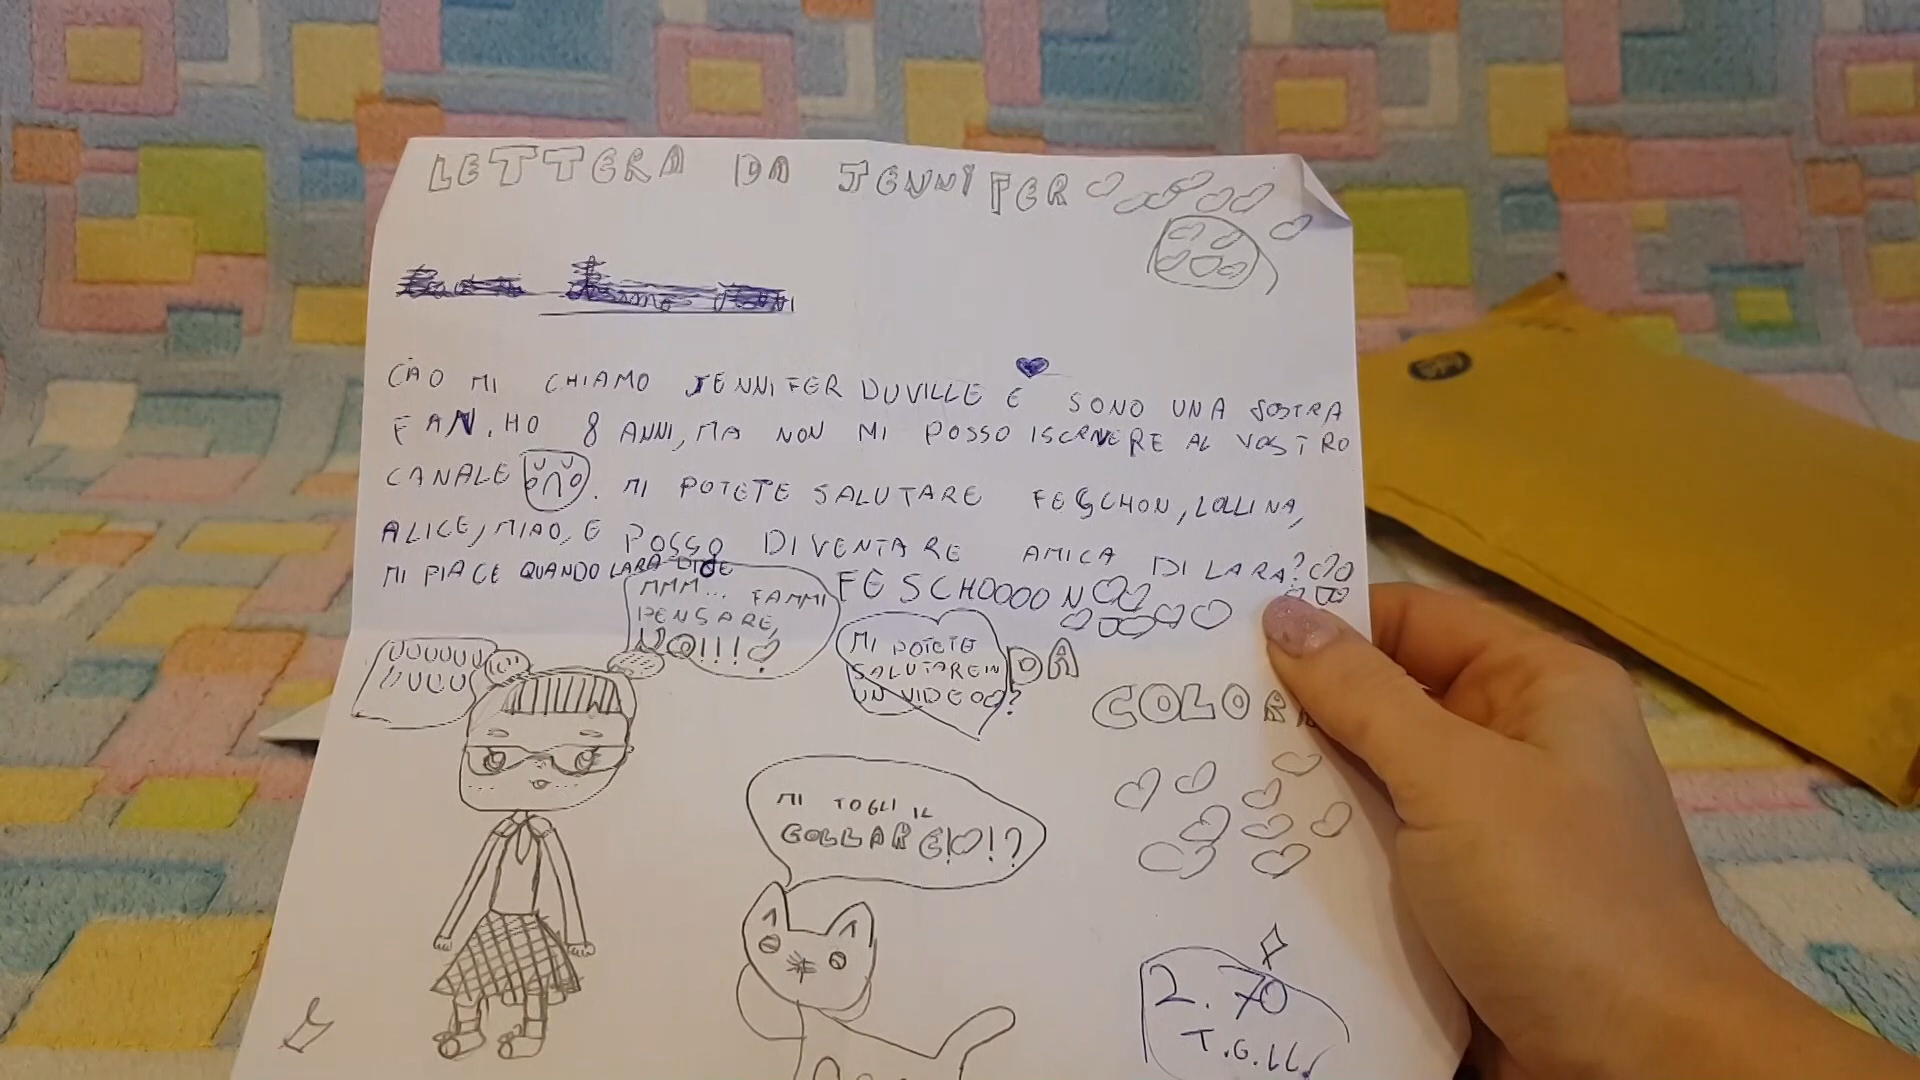 LETTERA DA JENNIFER
CAO MI CHIAMO JENNIFER DUVILLE E SONO UNA SOSTRA
FAN, HO 8 ANNI, MA NON MI POSSO ISCRIVERE AL VOSTRO
CANALE . MI POTETE SALUTARE FESCHON, LOLLINA,
ALICE, MIAO, E POSSO DIVENTARE AMICA DI LARA?
MI PIACE QUANDO LARA DICE FESCHOOOON
MMM... FAMMI
PENSARE,
NO!!!
UUUUUU
UUUU
MI POTETE
SALUTARE IN
UN VIDEO?
DA
COLOR
MI TOGLI IL
COLLARE!!?
2.70